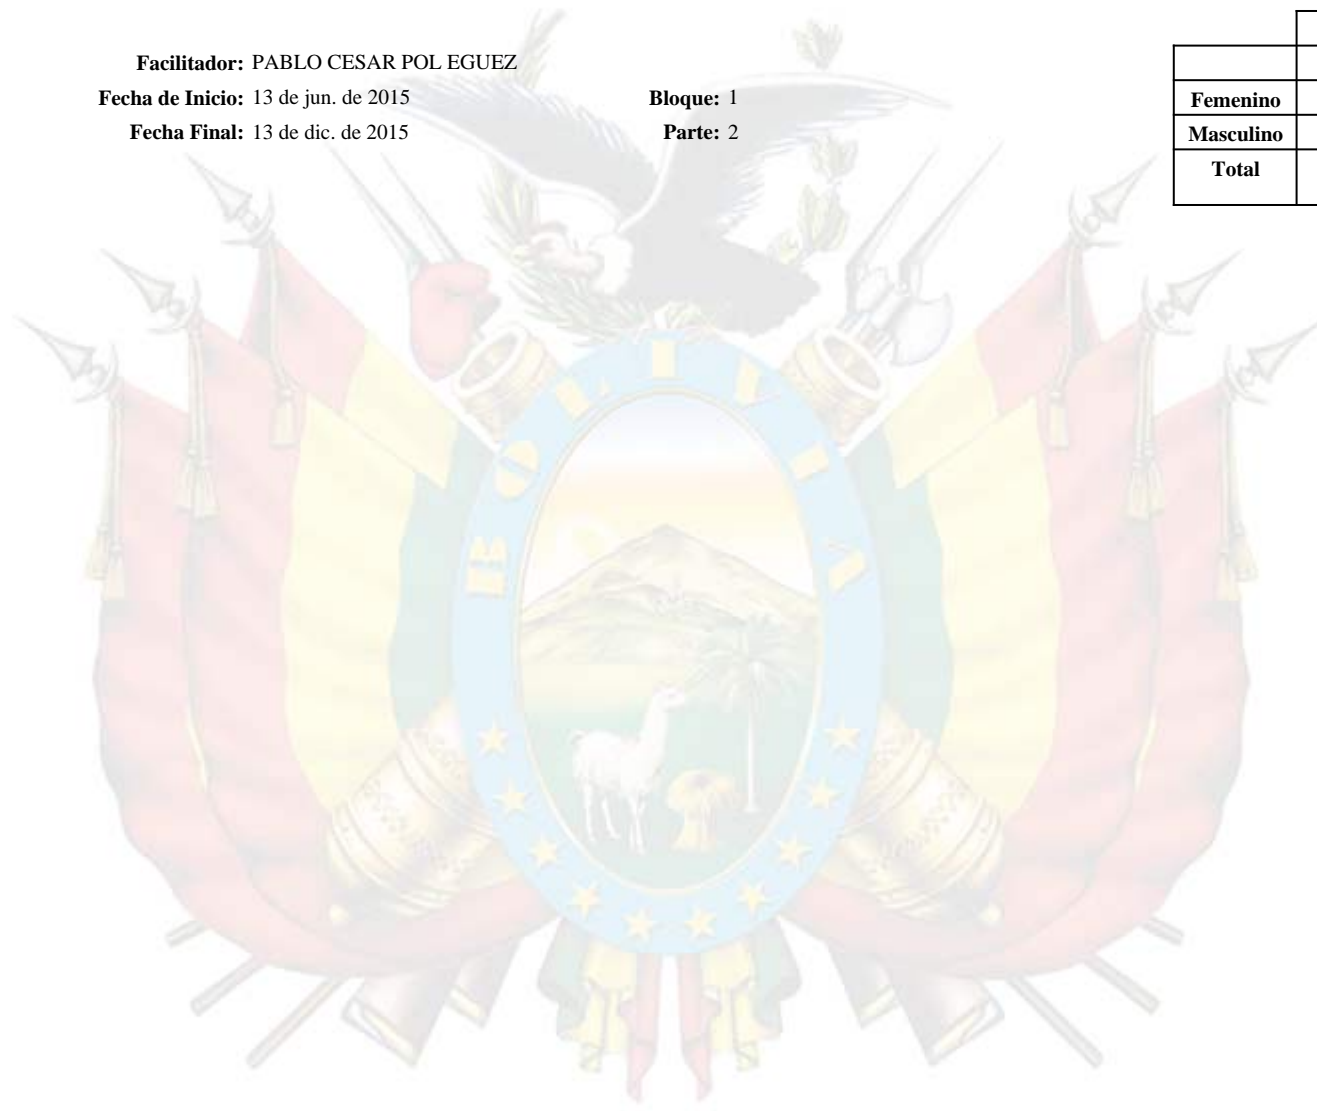 Facilitador: PABLO CESAR POL EGUEZ
Fecha de Inicio: 13 de jun. de 2015 Bloque: 1
Fecha Final: 13 de dic. de 2015 Parte: 2
Femenino
Masculino
Total
BOLIVIA